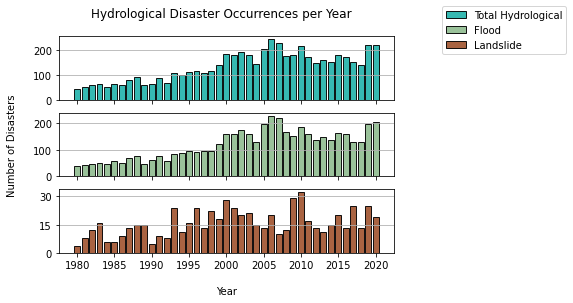 Hydrological Disaster Occurrences per Year
Total Hydrological
Flood
Landslide
Number of Disasters
200
100
0
200
100
0
30
15
0
1980 1985 1990 1995 2000 2005 2010 2015 2020
Year